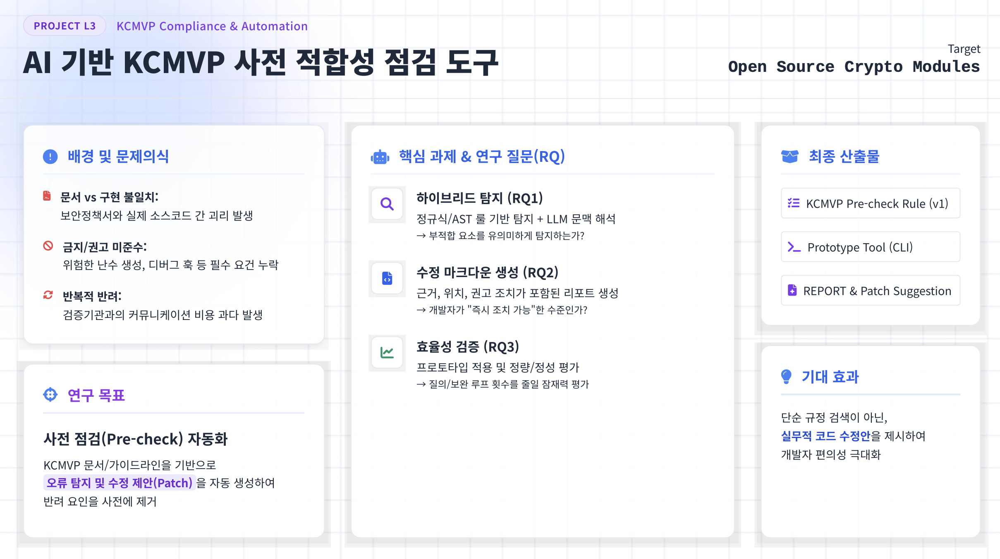 PROJECT L3
KCMVP Compliance & Automation
AI 기반 KCMVP 사전 적합성 점검 도구
Target
Open Source Crypto Modules
배경 및 문제의식
문서 vs 구현 불일치:
보안정책서와 실제 소스코드 간 괴리 발생
금지/권고 미준수:
위험한 난수 생성, 디버그 훅 등 필수 요건 누락
반복적 반려:
검증기관과의 커뮤니케이션 비용 과다 발생
연구 목표
사전 점검(Pre-check) 자동화
KCMVP 문서/가이드라인을 기반으로
오류 탐지 및 수정 제안(Patch)을 자동 생성하여
반려 요인을 사전에 제거
핵심 과제 & 연구 질문(RQ)
하이브리드 탐지 (RQ1)
정규식/AST 룰 기반 탐지 + LLM 문맥 해석
→ 부적합 요소를 유의미하게 탐지하는가?
수정 마크다운 생성 (RQ2)
근거, 위치, 권고 조치가 포함된 리포트 생성
→ 개발자가 "즉시 조치 가능"한 수준인가?
효율성 검증 (RQ3)
프로토타입 적용 및 정량/정성 평가
→ 질의/보완 루프 횟수를 줄일 잠재력 평가
최종 산출물
KCMVP Pre-check Rule (v1)
Prototype Tool (CLI)
REPORT & Patch Suggestion
기대 효과
단순 규정 검색이 아닌,
실무적 코드 수정안을 제시하여
개발자 편의성 극대화